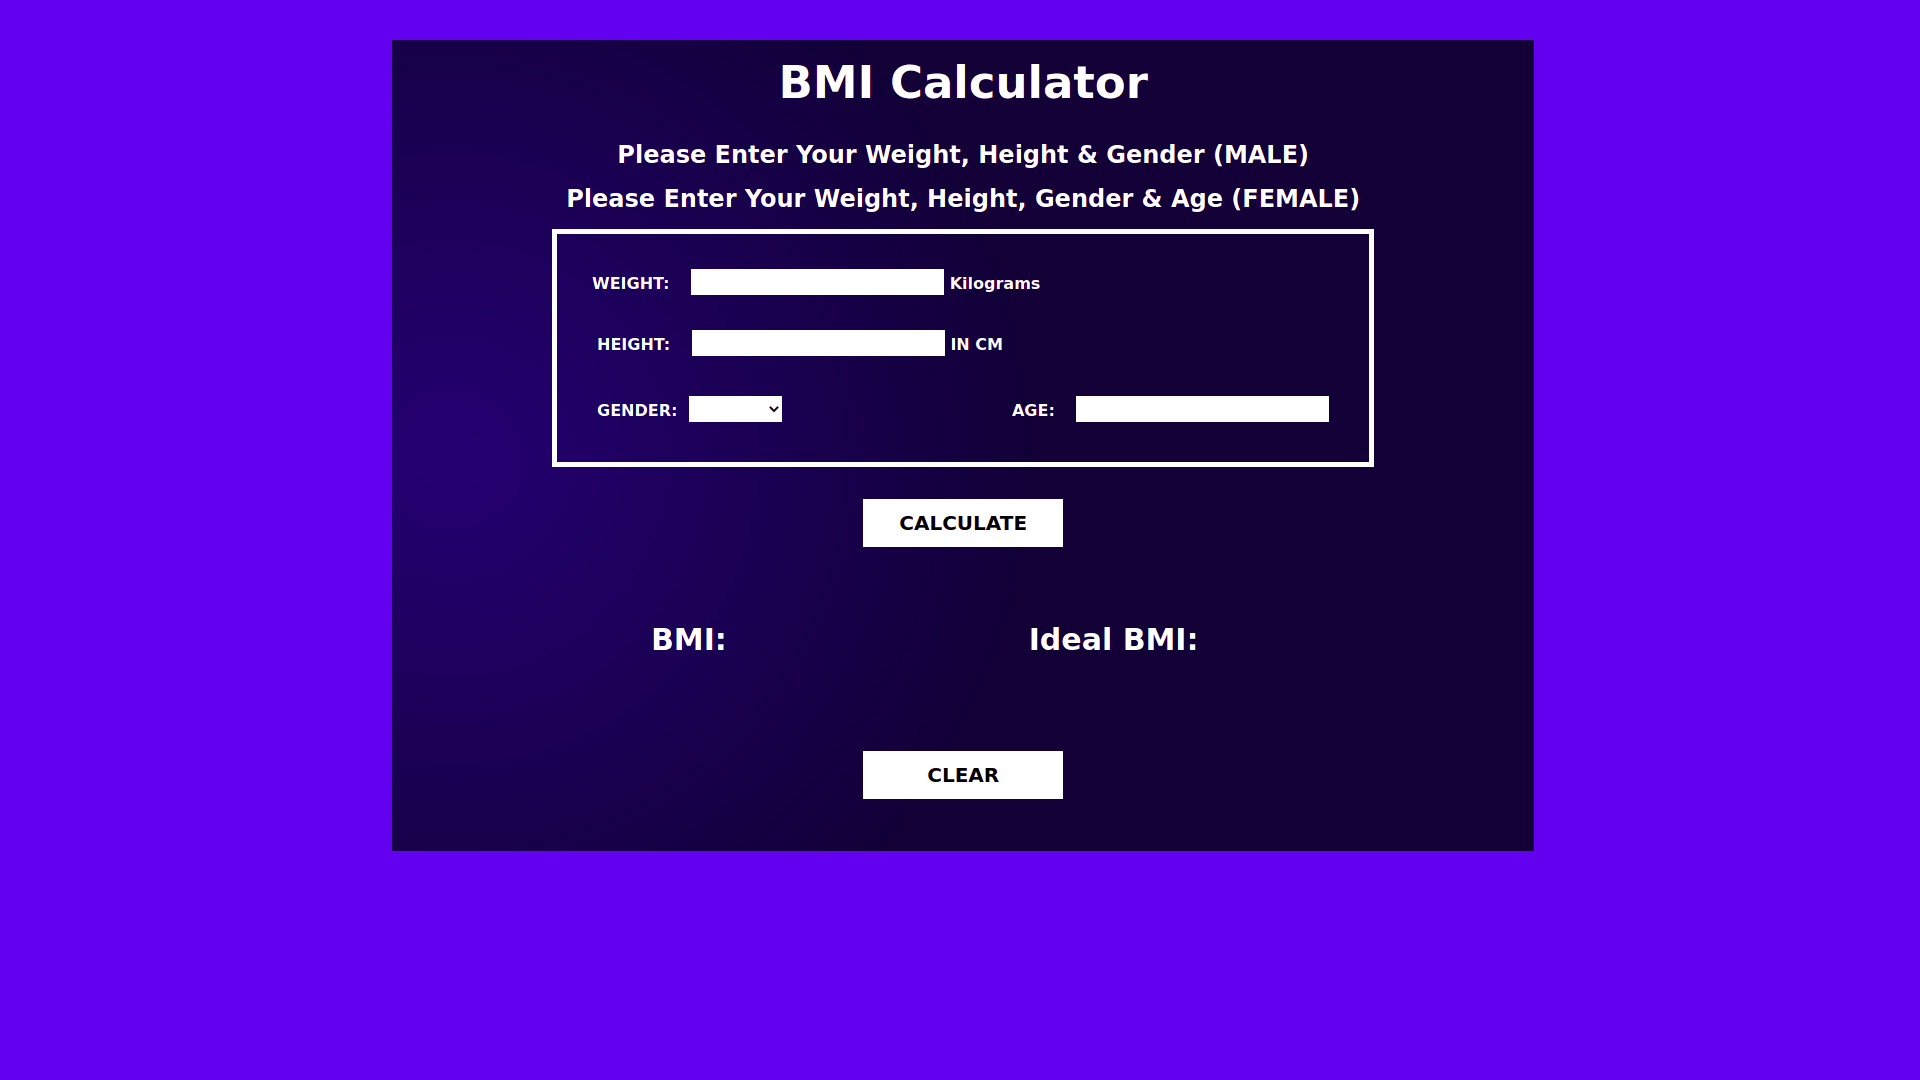 BMI Calculator
Please Enter Your Weight, Height & Gender (MALE)
Please Enter Your Weight, Height, Gender & Age (FEMALE)
WEIGHT: Kilograms
HEIGHT: IN CM
GENDER: AGE:
CALCULATE
BMI: Ideal BMI:
CLEAR